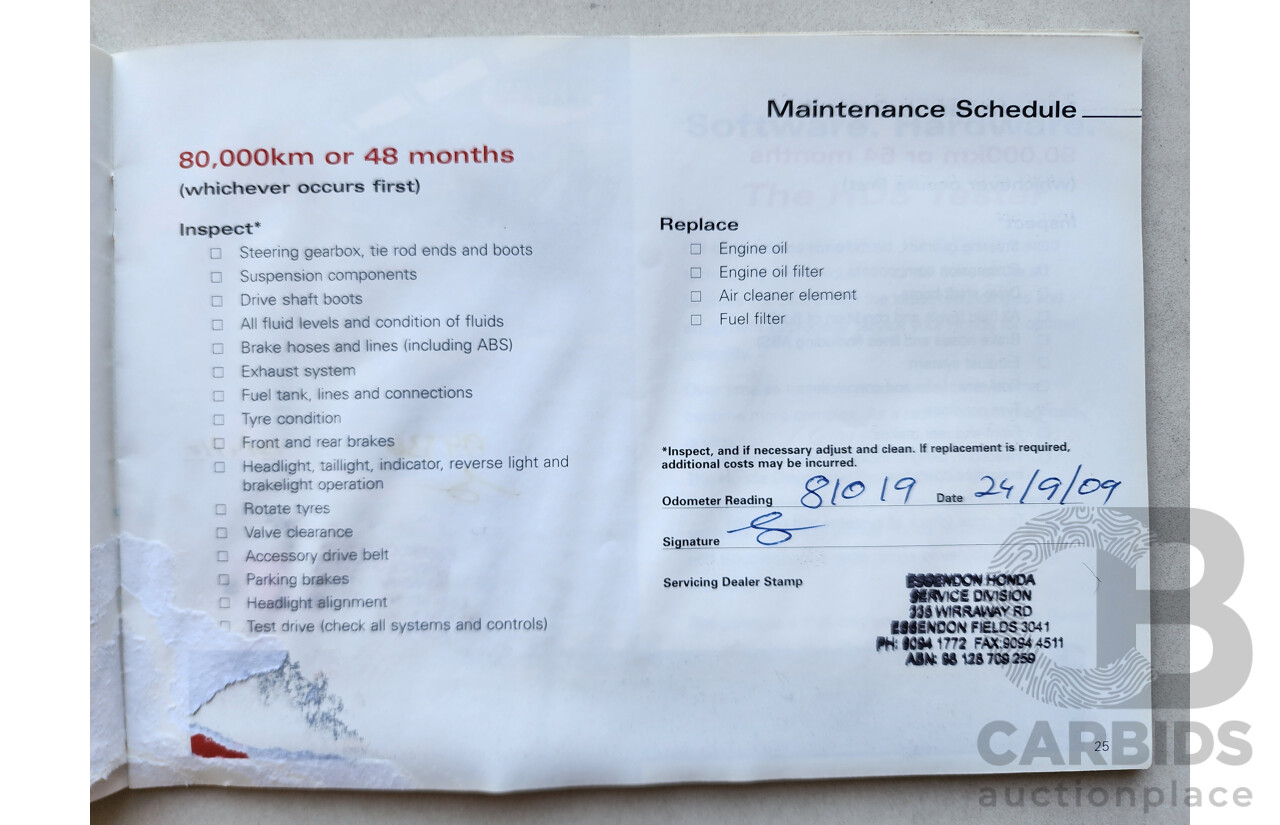 Maintenance Schedule
80,000km or 48 months
(whichever occurs first)
Inspect*
Steering gearbox, tie rod ends and boots
Suspension components
Drive shaft boots
All fluid levels and condition of fluids
Brake hoses and lines (including ABS)
Exhaust system
Fuel tank, lines and connections
Tyre condition
Front and rear brakes
Headlight, taillight, indicator, reverse light and
brakelight operation
Rotate tyres
Valve clearance
Accessory drive belt
Parking brakes
Headlight alignment
Test drive (check all systems and controls)
Replace
Engine oil
Engine oil filter
Air cleaner element
Fuel filter
*Inspect, and if necessary adjust and clean. If replacement is required,
additional costs may be incurred.
Odometer Reading 81019 Date 24/9/09
Signature
Servicing Dealer Stamp
ESSENDON HONDA
SERVICE DIVISION
335 WIRRAWAY RD
ESSENDON FIELDS 3041
PH: 9094 1772 FAX:9094 4511
ABN: 98 128 709 259
25
CARBIDS
auctionplace